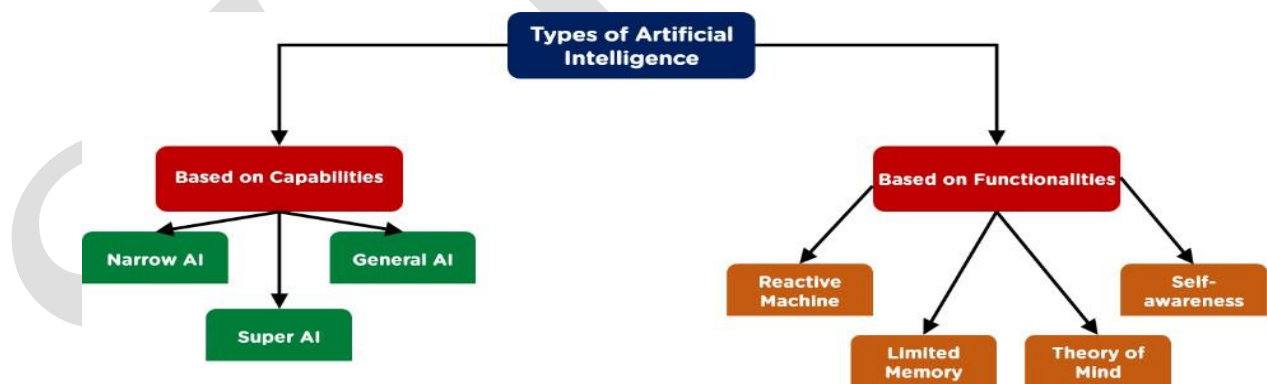 Types of Artificial
Intelligence
Based on Capabilities
Based on Functionalities
Narrow AI
General AI
Super AI
Reactive
Machine
Self-
awareness
Limited
Memory
Theory of
Mind